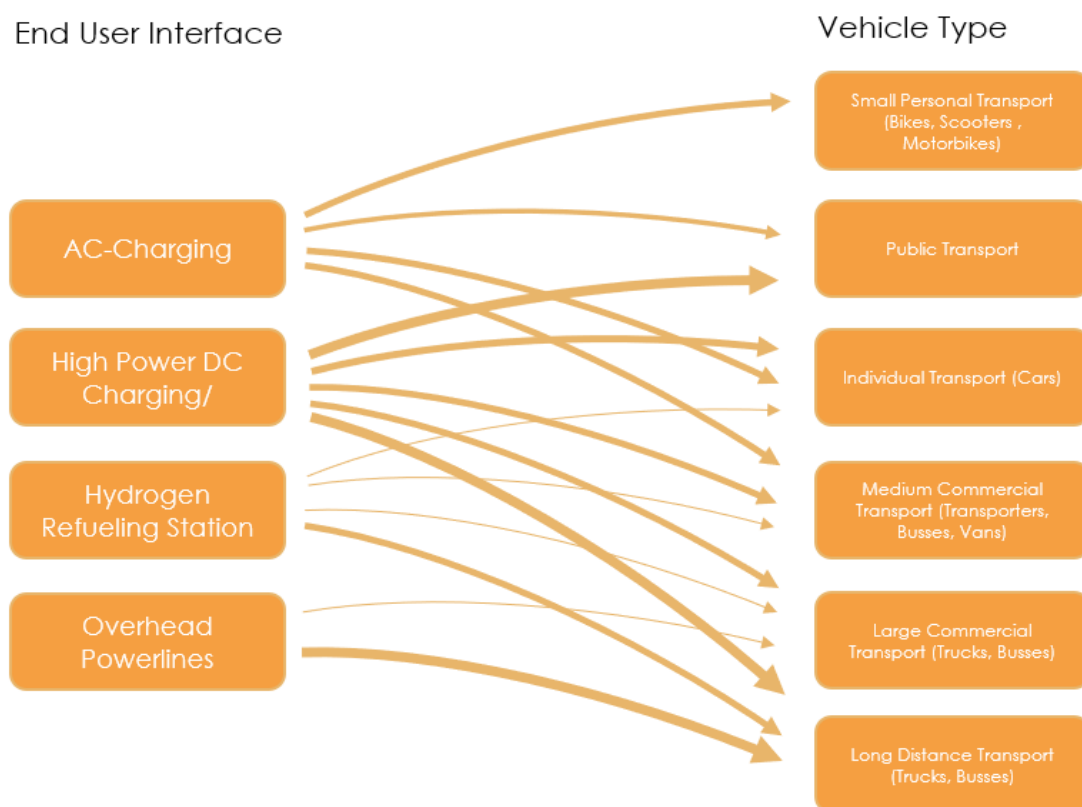 End User Interface
Vehicle Type
AC-Charging
High Power DC
Charging/
Hydrogen
Refueling Station
Overhead
Powerlines
Small Personal Transport
(Bikes, Scooters ,
Motorbikes)
Public Transport
Individual Transport (Cars)
Medium Commercial
Transport (Transporters,
Busses, Vans)
Large Commercial
Transport (Trucks, Busses)
Long Distance Transport
(Trucks, Busses)